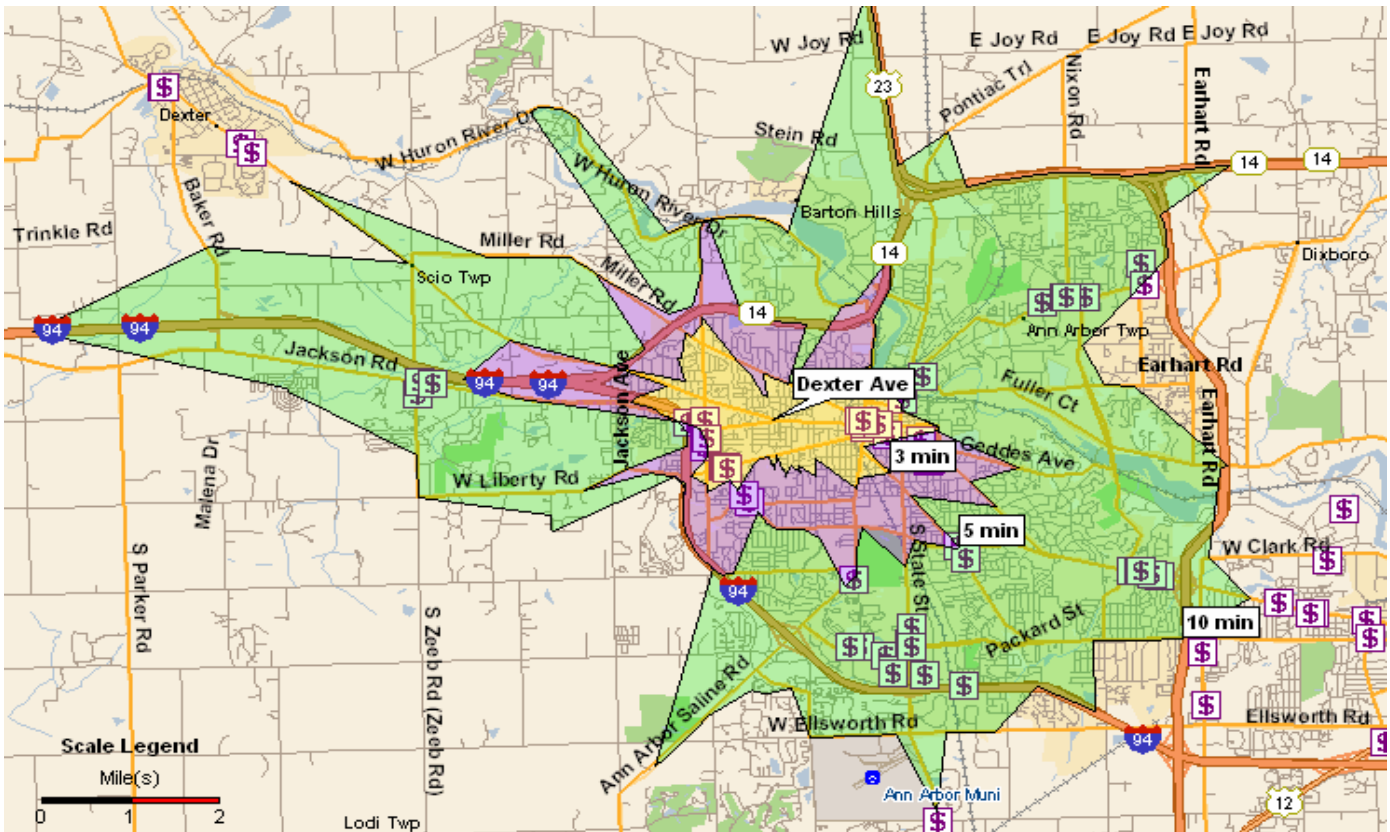 W Joy Rd
E Joy Rd
E Joy Rd
E Joy Rd
23
Pontiac Trl
Nixon Rd
Earhart Rd
$
Dexter
$
$
W Huron River Dr
Stein Rd
14
14
W Huron River Dr
Baker Rd
Barton Hills
Trinkle Rd
Miller Rd
14
Dixboro
Scio Twp
Miller Rd
$
$
$
$
$
14
94
94
Ann Arbor Twp
Jackson Rd
Earhart Rd
94
94
Jackson Ave
Dexter Ave
Fuller Ct
Earhart Rd
$
$
$
$
$
$
$
3 min
Geddes Ave
$
W Liberty Rd
Malena Dr
$
$
5 min
S State St
W Clark Rd
$
$
S Parker Rd
$
$
94
$
$
$
$
S Zeeb Rd (Zeeb Rd)
Packard St
10 min
$
$
$
$
$
$
$
$
$
$
Ann Arbor Saline Rd
W Ellsworth Rd
Ellsworth Rd
$
94
$
Scale Legend
Mile(s)
0 1 2
Ann Arbor Muni
12
Lodi Twp
$